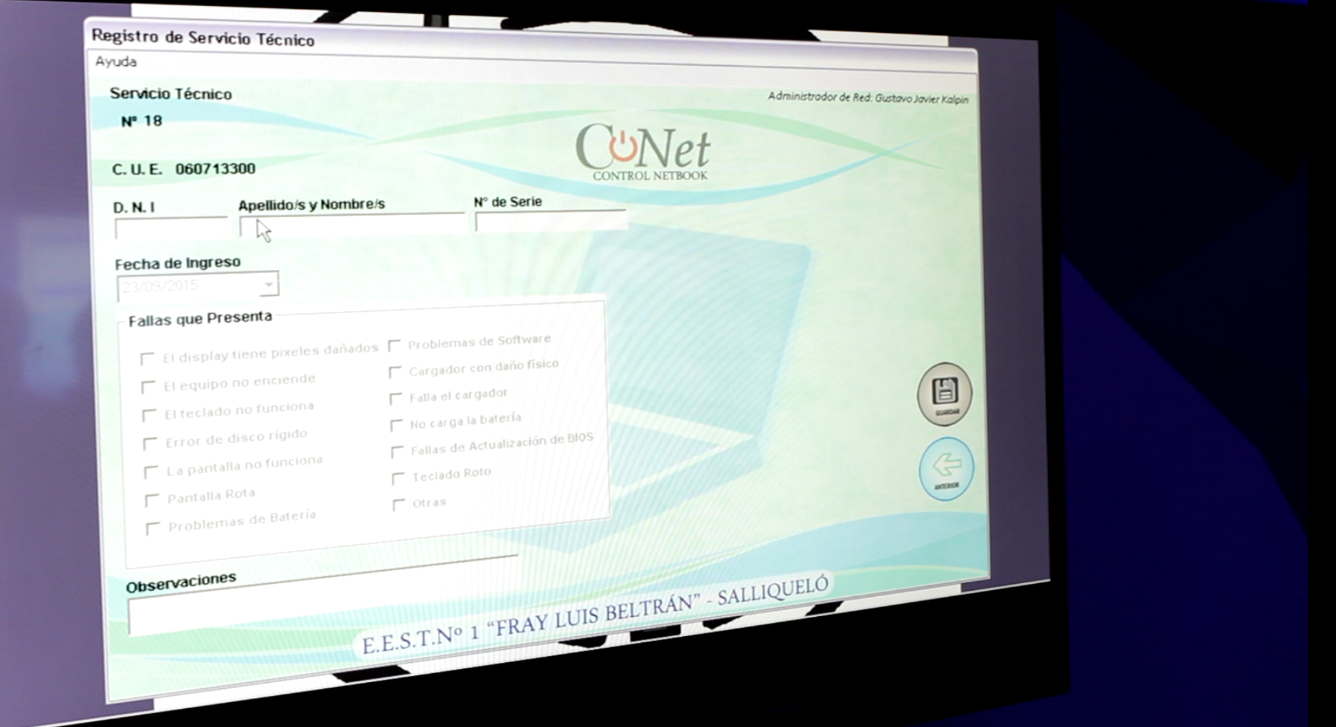 Registro de Servicio Técnico
Ayuda
Servicio Técnico
Administrador de Red: Gustavo Javier Kalpin
Nº 18
CoNet
CONTROL NETBOOK
C. U. E. 060713300
D. N. I
Apellido/s y Nombre/s
Nº de Serie
Fecha de Ingreso
23/09/2015
Fallas que Presenta
El display tiene pixeles dañados
El equipo no enciende
El teclado no funciona
Error de disco rígido
La pantalla no funciona
Pantalla Rota
Problemas de Batería
Problemas de Software
Cargador con daño físico
Falla el cargador
No carga la batería
Fallas de Actualización de BIOS
Teclado Roto
Otras
GUARDAR
ANTERIOR
Observaciones
E.E.S.T.Nº 1 “FRAY LUIS BELTRÁN” - SALLIQUELÓ